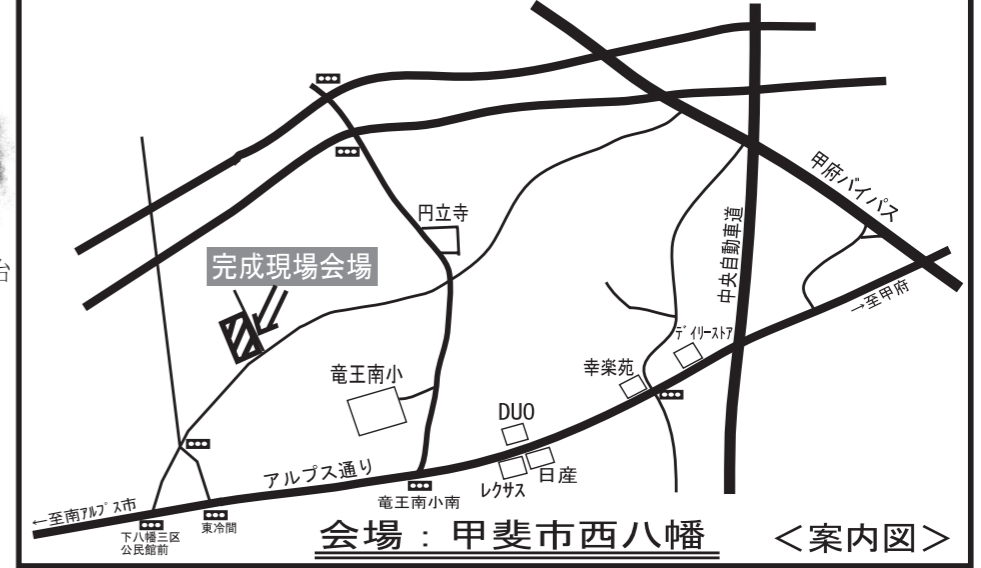 甲府バイパス
円立寺
中央自動車道
完成現場会場
→至甲府
デイリーストア
幸楽苑
竜王南小
DUO
アルプス通り
日産
レクサス
竜王南小南
←至南アルプス市
東冷間
下八幡三区
公民館前
会場：甲斐市西八幡
＜案内図＞